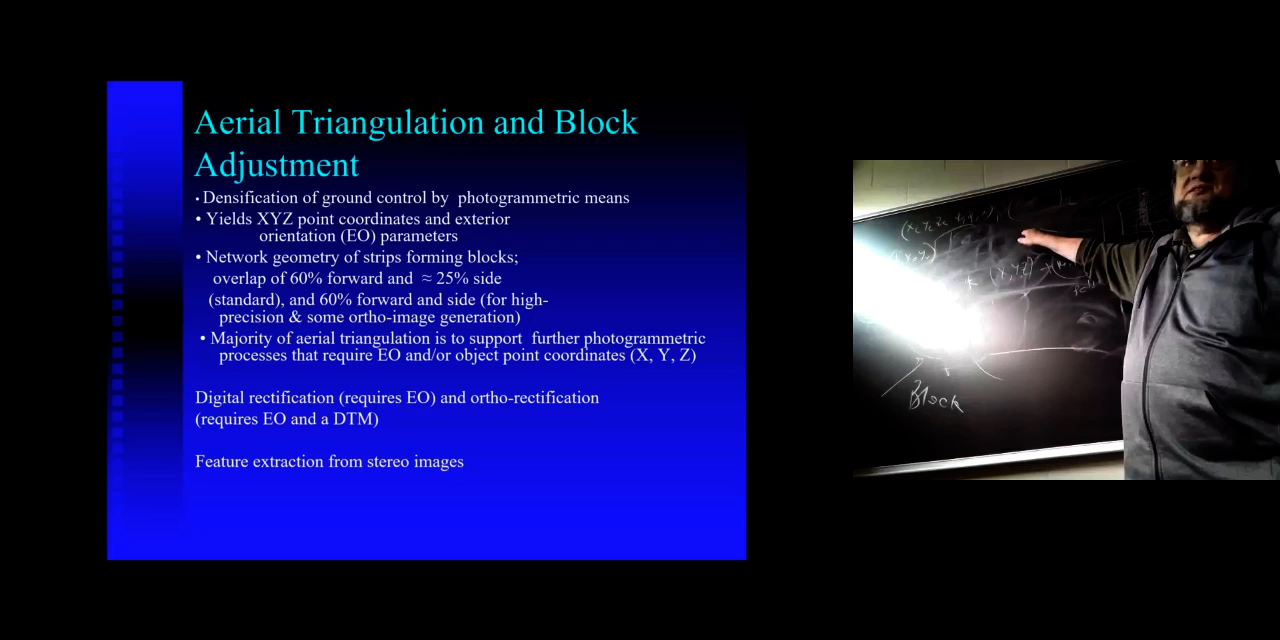 Aerial Triangulation and Block
Adjustment
• Densification of ground control by photogrammetric means
• Yields XYZ point coordinates and exterior
orientation (EO) parameters
• Network geometry of strips forming blocks;
overlap of 60% forward and ≈ 25% side
(standard), and 60% forward and side (for high-
precision & some ortho-image generation)
• Majority of aerial triangulation is to support further photogrammetric
processes that require EO and/or object point coordinates (X, Y, Z)
Digital rectification (requires EO) and ortho-rectification
(requires EO and a DTM)
Feature extraction from stereo images
(X, Y, Z)
Block